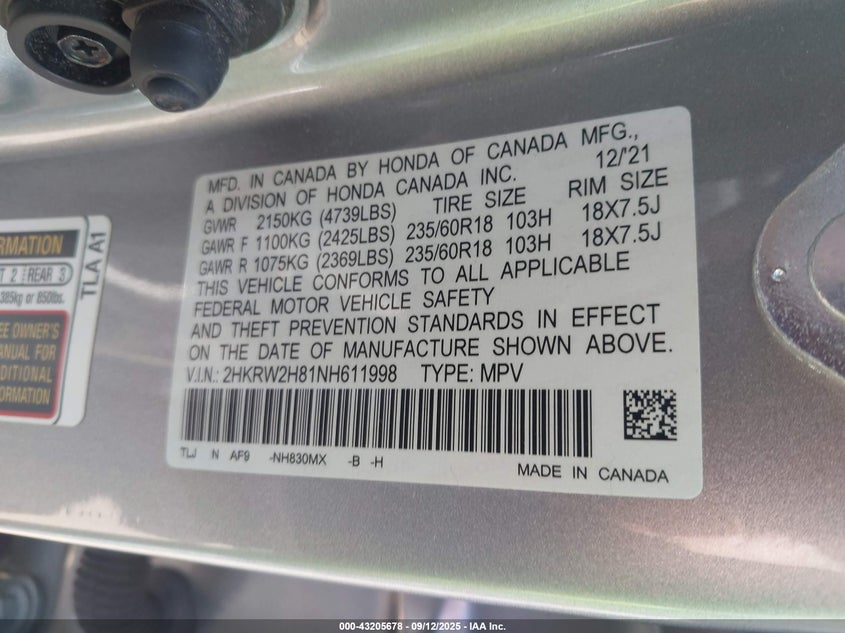 MFD. IN CANADA BY HONDA OF CANADA MFG.,
A DIVISION OF HONDA CANADA INC. 12/'21
GVWR 2150KG (4739LBS) TIRE SIZE RIM SIZE
GAWR F 1100KG (2425LBS) 235/60R18 103H 18X7.5J
GAWR R 1075KG (2369LBS) 235/60R18 103H 18X7.5J
THIS VEHICLE CONFORMS TO ALL APPLICABLE
FEDERAL MOTOR VEHICLE SAFETY
AND THEFT PREVENTION STANDARDS IN EFFECT
ON THE DATE OF MANUFACTURE SHOWN ABOVE.
V.I.N.: 2HKRW2H81NH611998 TYPE: MPV
TLJ N AF9 -NH830MX -B -H
MADE IN CANADA
RMATION
T 2 REAR 3
385kg or 850lbs.
EE OWNER'S
ANUAL FOR
DITIONAL
FORMATION
TLA A1
000-43205678 - 09/12/2025 - IAA Inc.